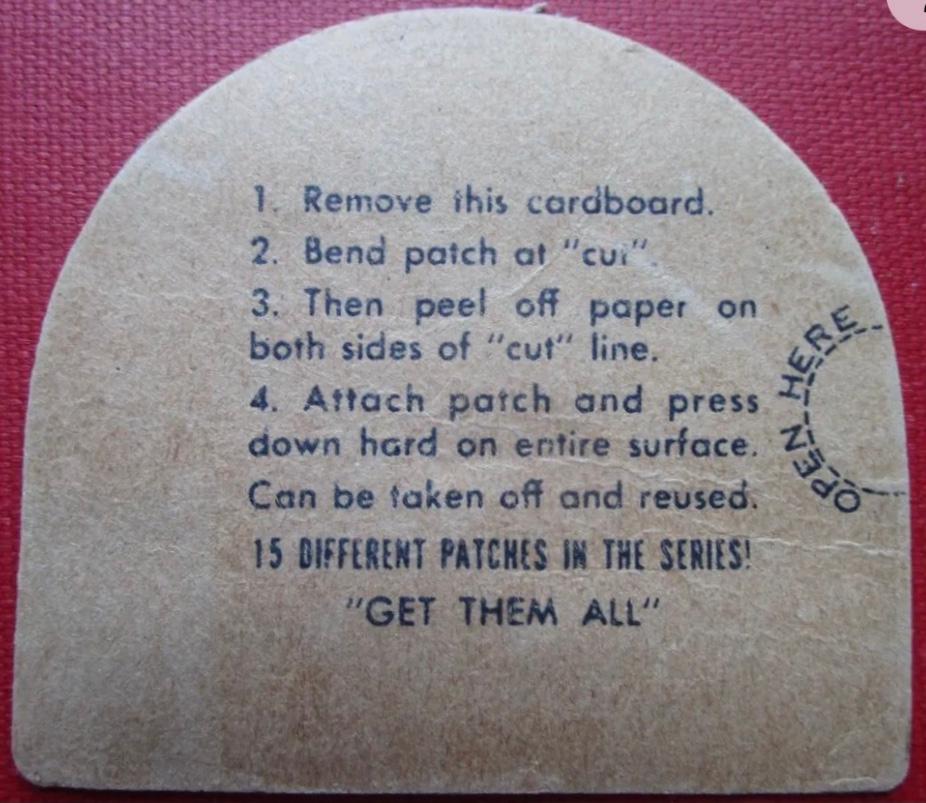 1. Remove this cardboard.
2. Bend patch at "cut".
3. Then peel off paper on
both sides of "cut" line.
4. Attach patch and press
down hard on entire surface.
Can be taken off and reused.
15 DIFFERENT PATCHES IN THE SERIES!
"GET THEM ALL"
OPEN HERE